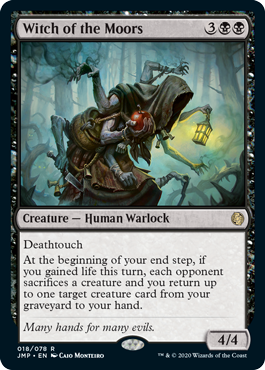 Witch of the Moors 3
Creature — Human Warlock
Deathtouch
At the beginning of your end step, if
you gained life this turn, each opponent
sacrifices a creature and you return up
to one target creature card from your
graveyard to your hand.
Many hands for many evils.
4/4
018/078 R
JMP • EN Caio Monteiro
™ & © 2020 Wizards of the Coast